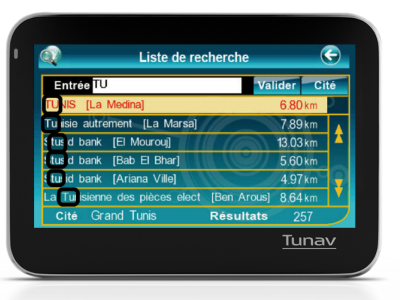 Liste de recherche
Entrée TU Valider Cité
TUNIS [La Medina] 6.80 km
Tunisie autrement [La Marsa] 7.89 km
Stusid bank [El Mourouj] 13.03 km
Stusid bank [Bab El Bhar] 5.60 km
Stusid bank [Ariana Ville] 4.97 km
La Tunisienne des pièces elect [Ben Arous] 8.64 km
Cité Grand Tunis Résultats 257
Tunav